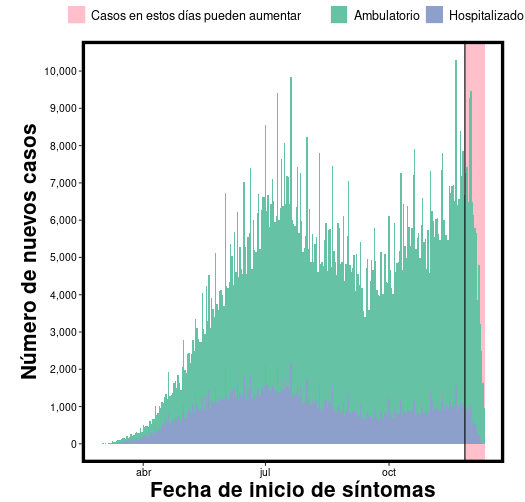 Casos en estos días pueden aumentar Ambulatorio Hospitalizado
Número de nuevos casos
10,000
9,000
8,000
7,000
6,000
5,000
4,000
3,000
2,000
1,000
0
abr jul oct
Fecha de inicio de síntomas